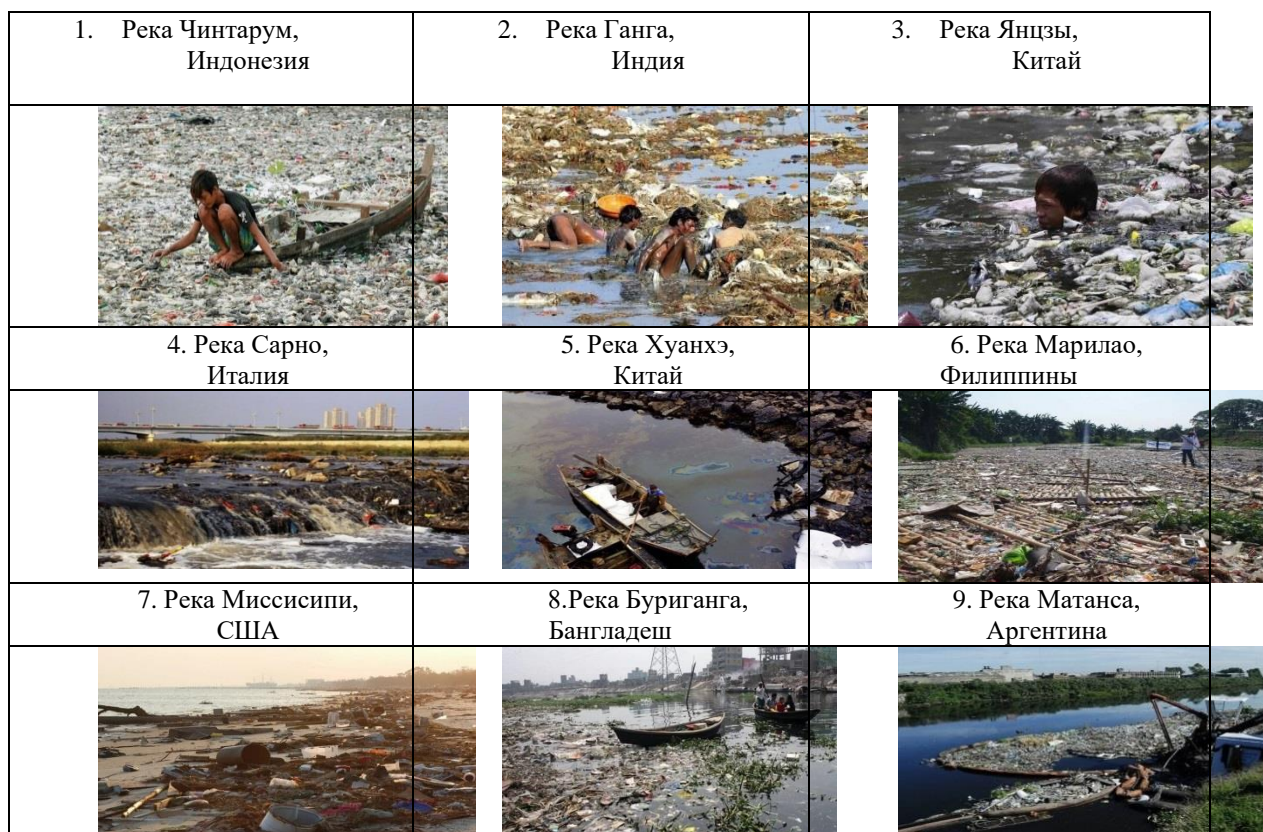 1. Река Чинтарум,
Индонезия
2. Река Ганга,
Индия
3. Река Янцзы,
Китай
4. Река Сарно,
Италия
5. Река Хуанхэ,
Китай
6. Река Марилао,
Филиппины
7. Река Миссисипи,
США
8.Река Буриганга,
Бангладеш
9. Река Матанса,
Аргентина